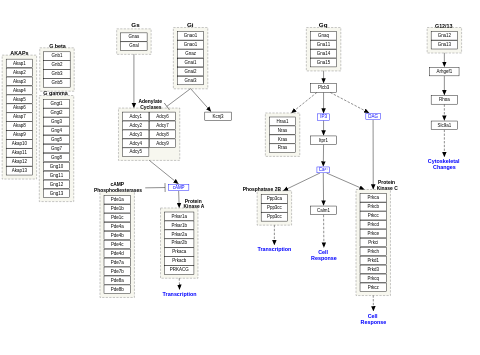 AKAPs
Akap1
Akap2
Akap3
Akap4
Akap5
Akap6
Akap7
Akap8
Akap9
Akap10
Akap11
Akap12
Akap13
G beta
Gnb1
Gnb2
Gnb3
Gnb5
G gamma
Gngt1
Gng2
Gng3
Gng4
Gng5
Gng7
Gng8
Gng10
Gng11
Gng12
Gng13
Gs
Gnas
Gnal
Gi
Gnao1
Gnao1
Gnaz
Gnai1
Gnai2
Gnai3
Adenylate
Cyclases
Adcy1
Adcy2
Adcy3
Adcy4
Adcy5
Adcy6
Adcy7
Adcy8
Adcy9
Kcnj3
cAMP
Phosphodiesterases
cAMP
Pde1a
Pde1b
Pde1c
Pde4a
Pde4b
Pde4c
Pde4d
Pde7a
Pde7b
Pde8a
Pde8b
Protein
Kinase A
Prkar1a
Prkar1b
Prkar2a
Prkar2b
Prkaca
Prkacb
PRKACG
Transcription
Gq
Gnaq
Gna11
Gna14
Gna15
Plcb3
Hras1
Nras
Kras
Rras
IP3
DAG
Itpr1
Ca²⁺
Phosphatase 2B
Ppp3ca
Ppp3cc
Ppp3cc
Transcription
Calm1
Cell
Response
Protein
Kinase C
Prkca
Prkcb
Prkcc
Prkcd
Prkce
Prkci
Prkch
Prkd1
Prkd3
Prkcq
Prkcz
Cell
Response
G12/13
Gna12
Gna13
Arhgef1
Rhoa
Slc9a1
Cytoskeletal
Changes